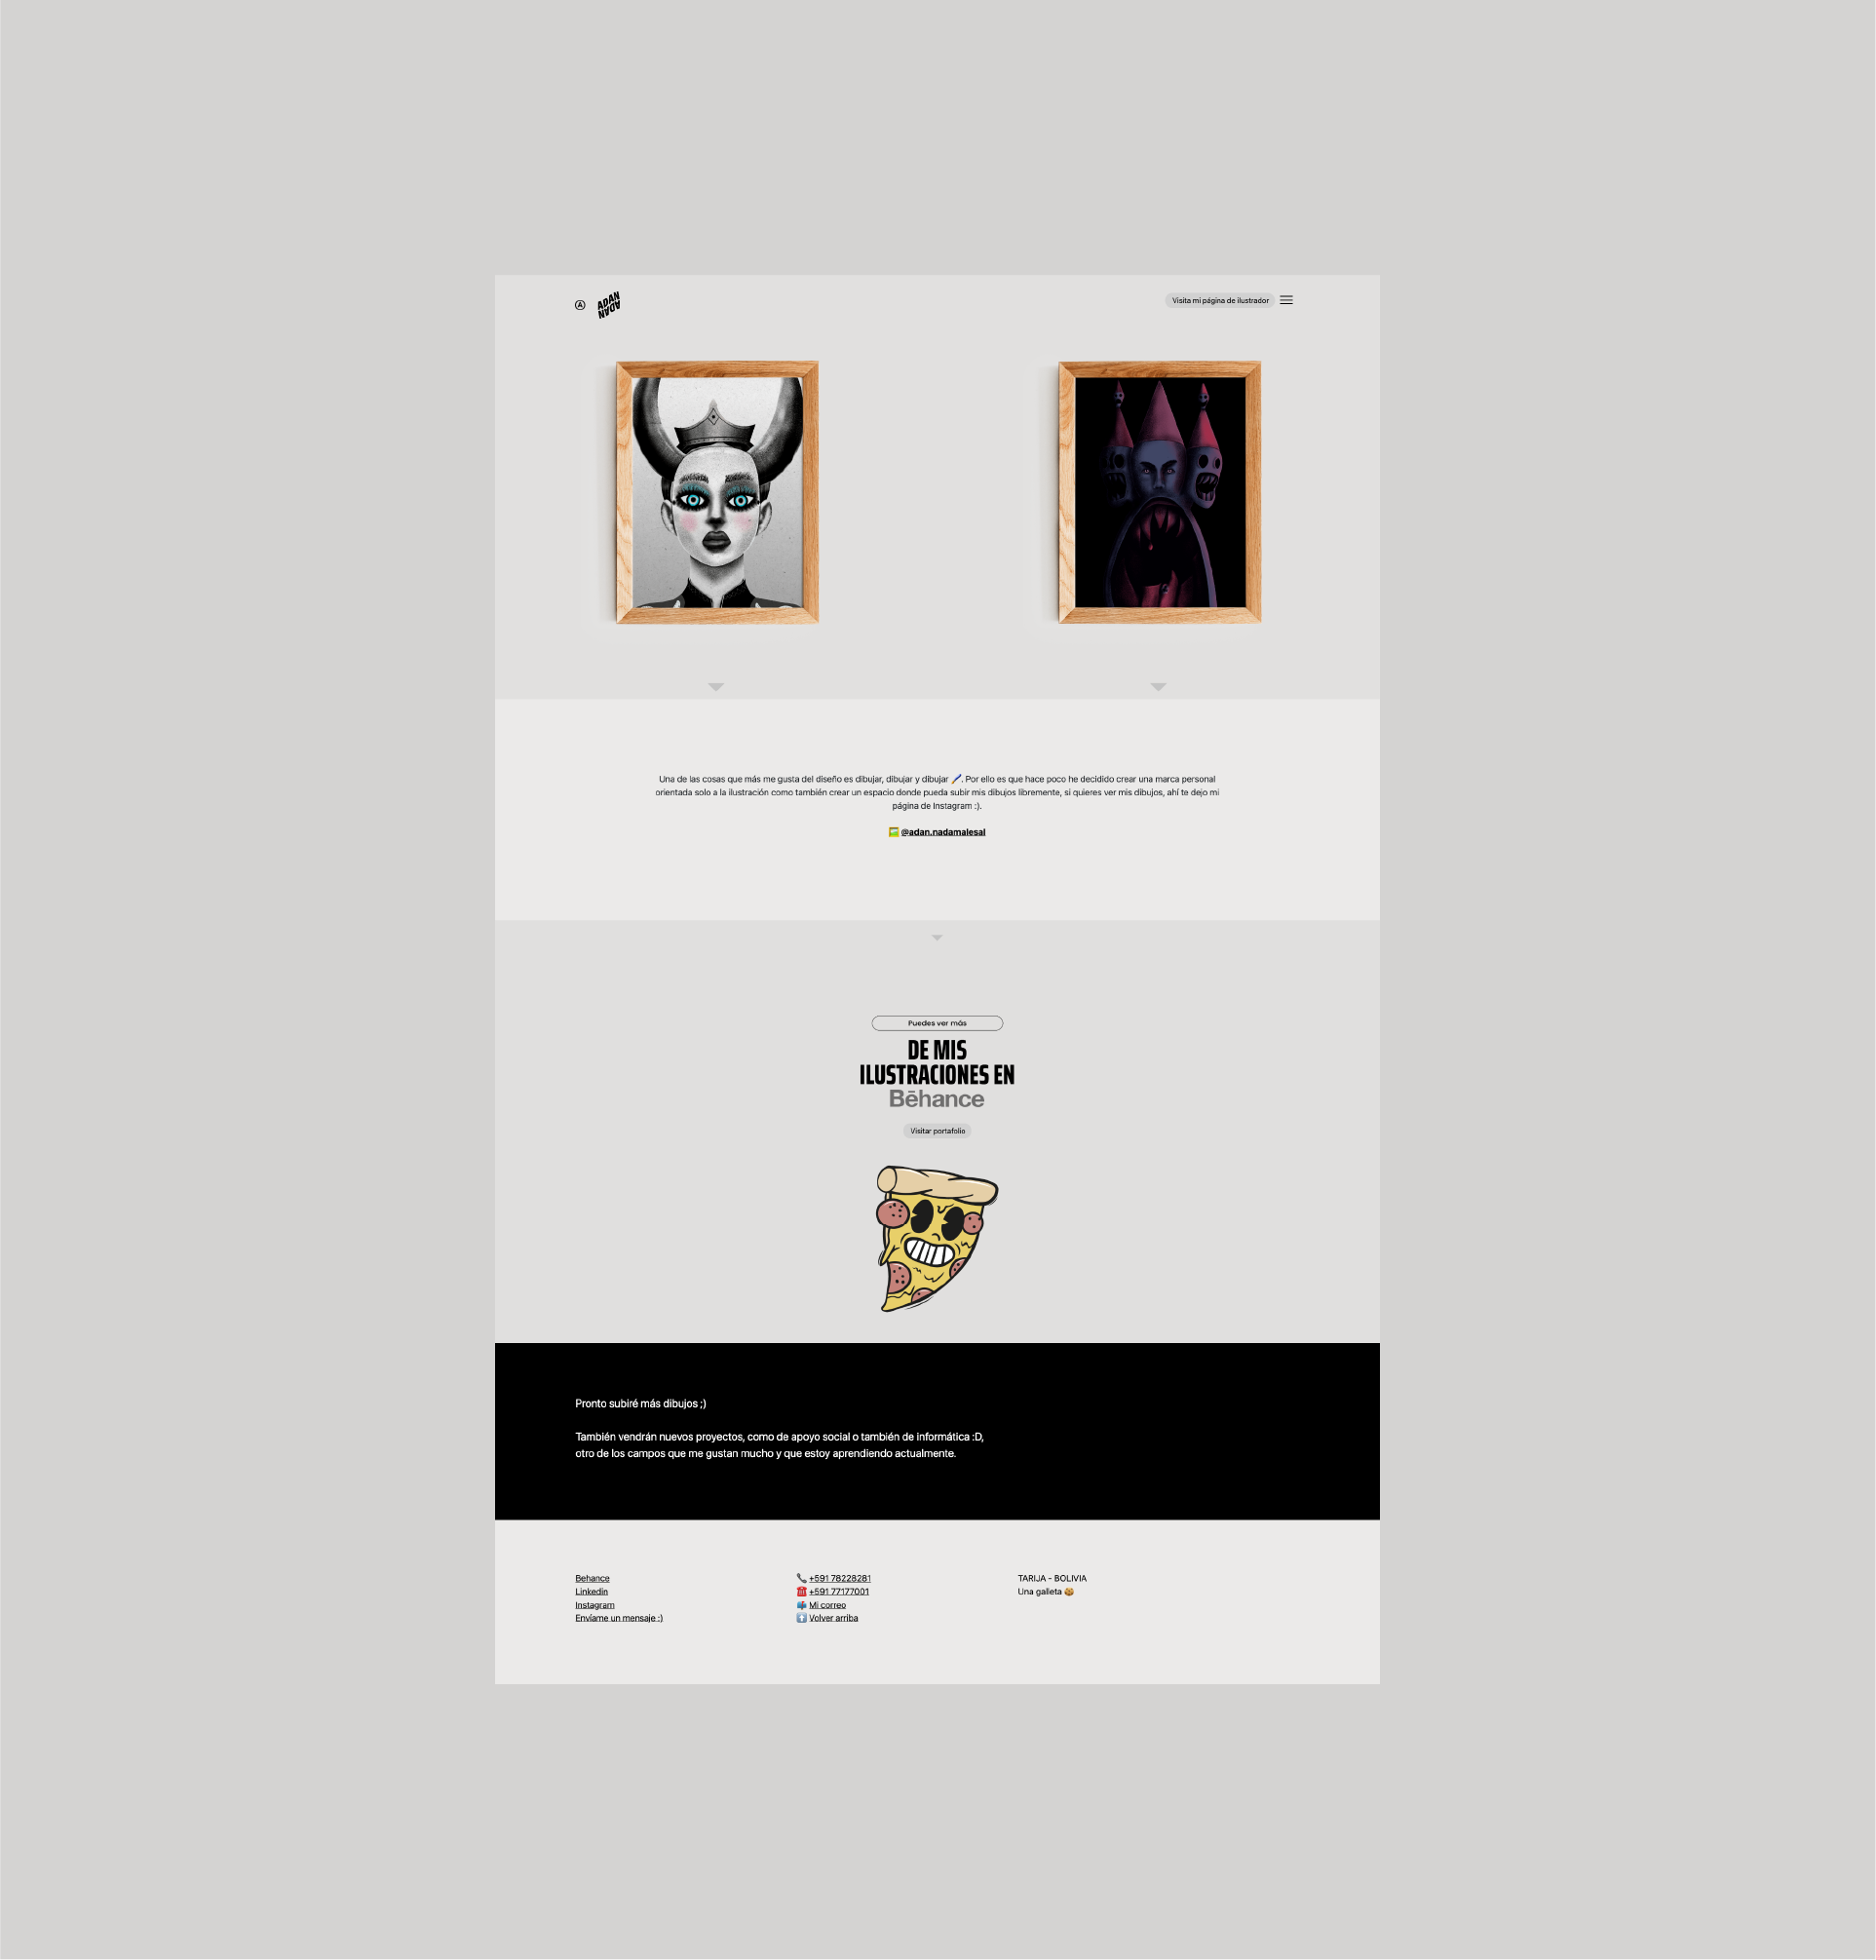 A
ADAN
NADA
Visita mi página de ilustrador
Una de las cosas que más me gusta del diseño es dibujar, dibujar y dibujar 🖌️. Por ello es que hace poco he decidido crear una marca personal
orientada solo a la ilustración como también crear un espacio donde pueda subir mis dibujos libremente, si quieres ver mis dibujos, ahí te dejo mi
página de Instagram :).
🖼️ @adan.nadamalesal
Puedes ver más
DE MIS
ILUSTRACIONES EN
Bēhance
Visitar portafolio
Pronto subiré más dibujos ;)
También vendrán nuevos proyectos, como de apoyo social o también de informática :D,
otro de los campos que me gustan mucho y que estoy aprendiendo actualmente.
Behance
Linkedin
Instagram
Envíame un mensaje :)
📞 +591 78228281
☎️ +591 77177001
📬 Mi correo
⬆️ Volver arriba
TARIJA - BOLIVIA
Una galleta 🍪